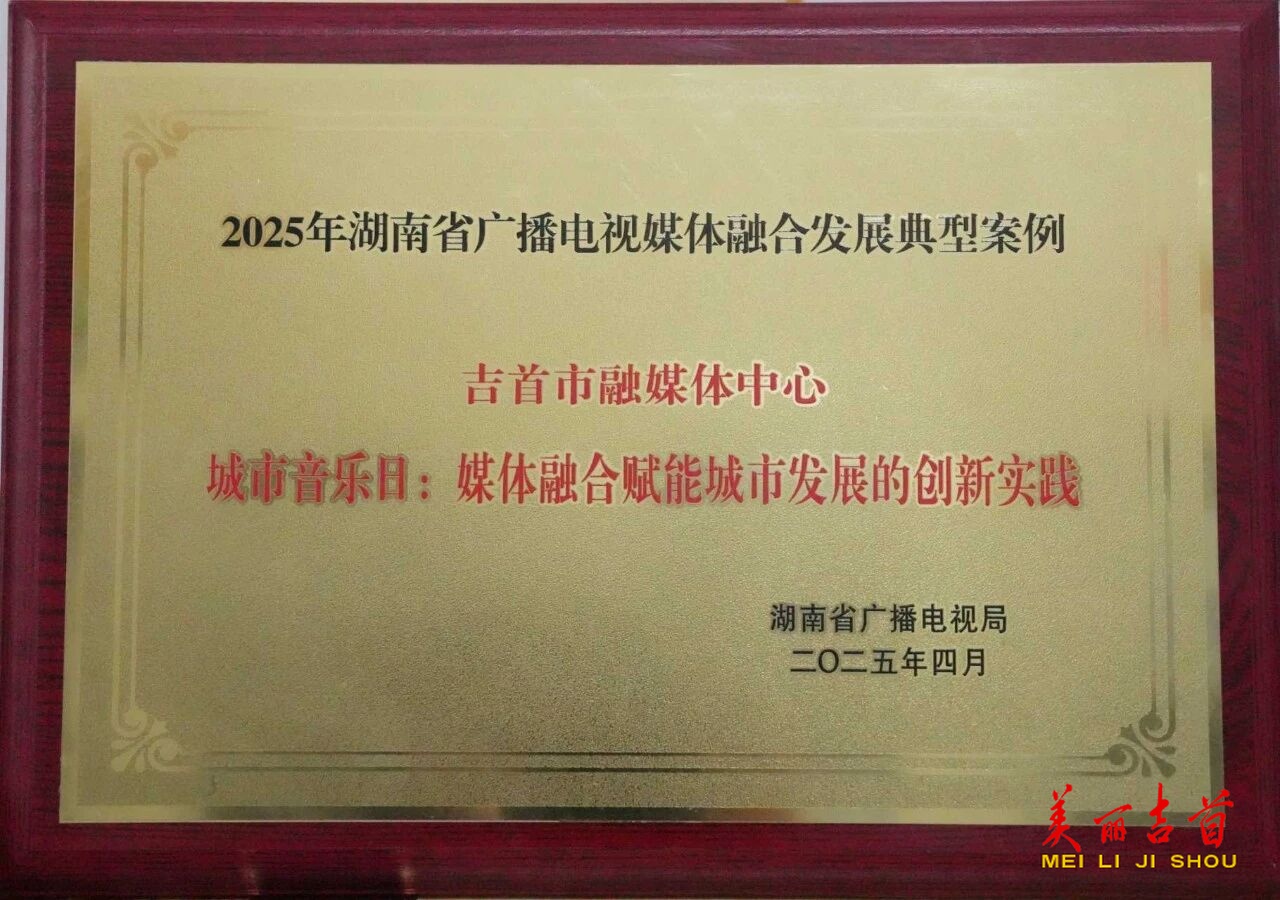 2025年湖南省广播电视媒体融合发展典型案例
吉首市融媒体中心
城市音乐日：媒体融合赋能城市发展的创新实践
湖南省广播电视局
二〇二五年四月
美丽吉首
MEI LI JI SHOU